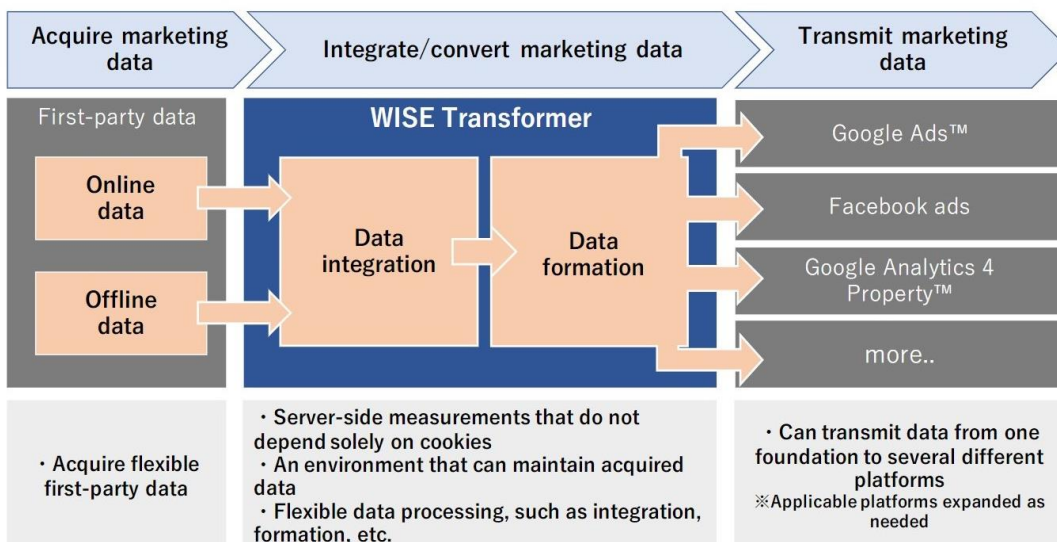 Acquire marketing
data
Integrate/convert marketing data
Transmit marketing
data
First-party data
Online
data
Offline
data
WISE Transformer
Data
integration
Data
formation
Google Ads™
Facebook ads
Google Analytics 4
Property™
more..
・Acquire flexible
first-party data
・Server-side measurements that do not
depend solely on cookies
・An environment that can maintain acquired
data
・Flexible data processing, such as integration,
formation, etc.
・Can transmit data from one
foundation to several different
platforms
※Applicable platforms expanded as
needed